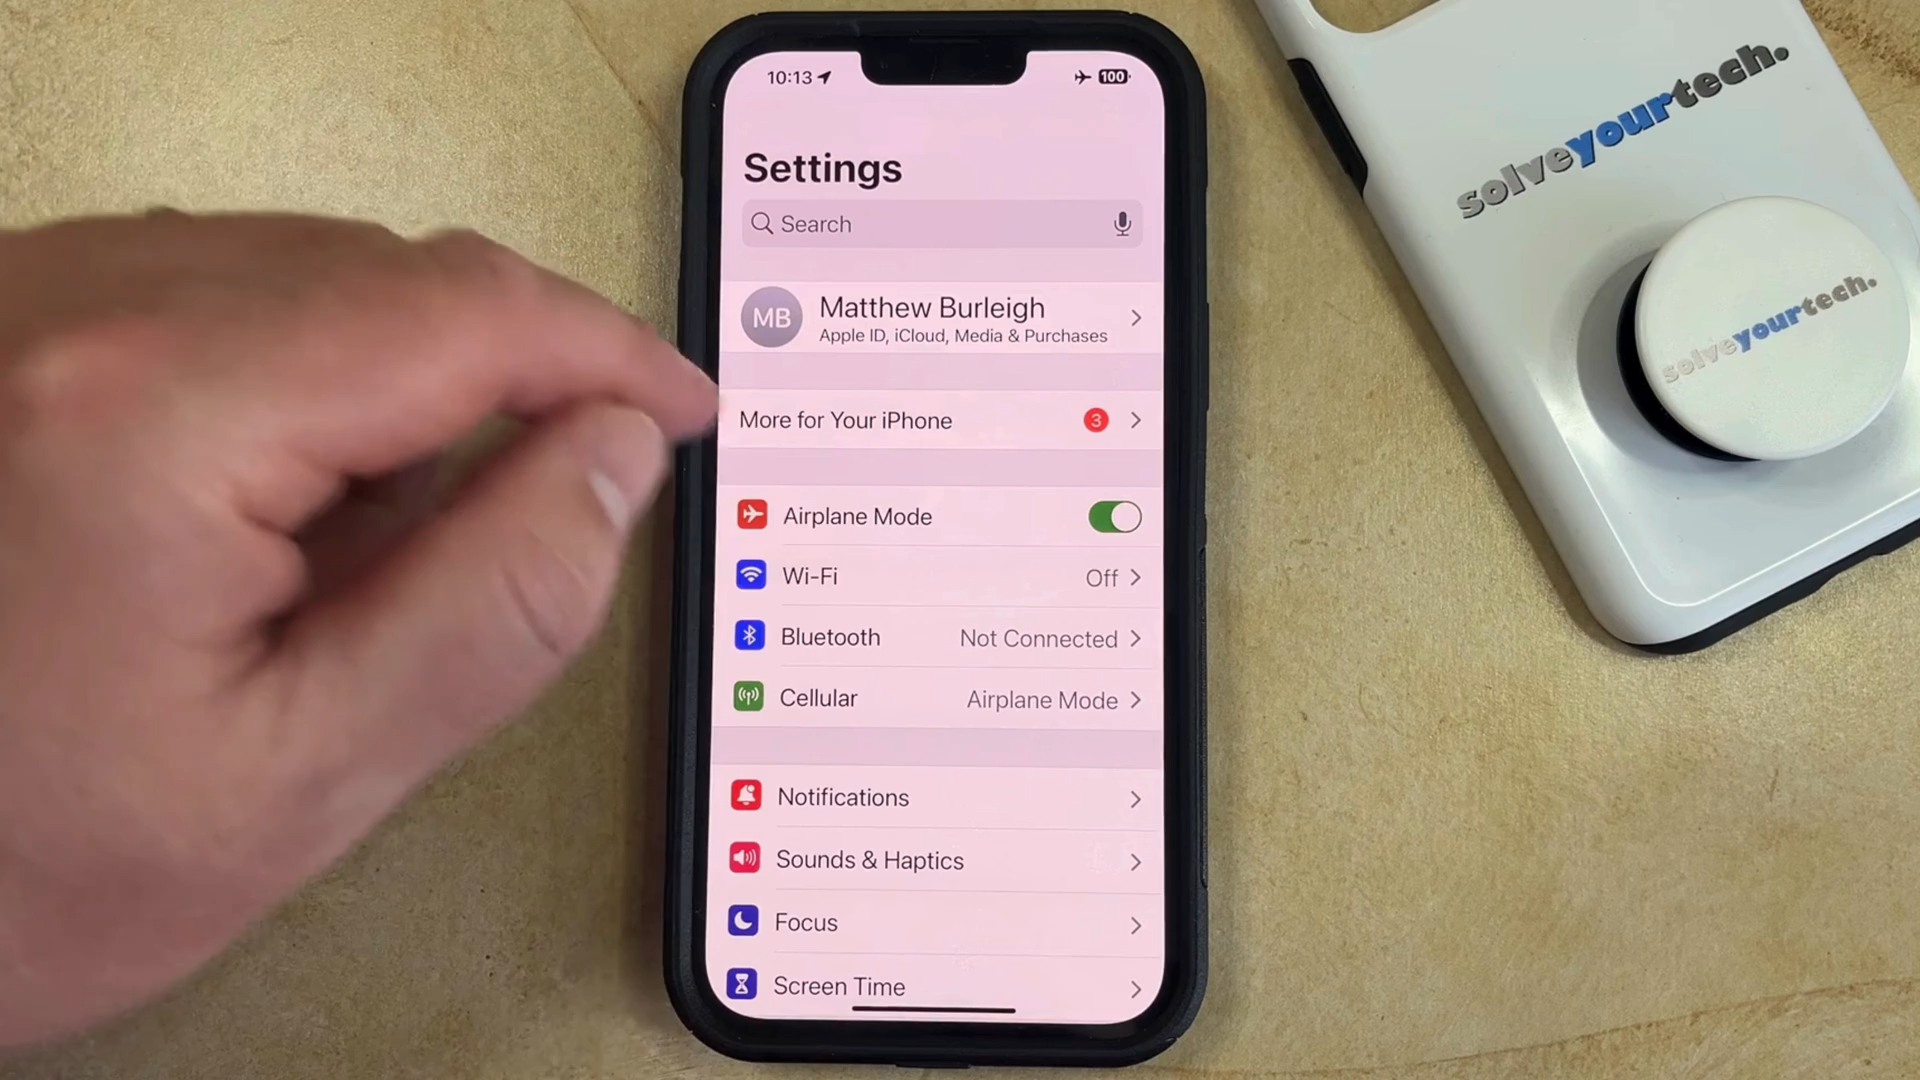 10:13
100
Settings
Search
MB
Matthew Burleigh
Apple ID, iCloud, Media & Purchases
More for Your iPhone 3
Airplane Mode
Wi-Fi Off
Bluetooth Not Connected
Cellular Airplane Mode
Notifications
Sounds & Haptics
Focus
Screen Time
solveyourtech.
solveyourtech.